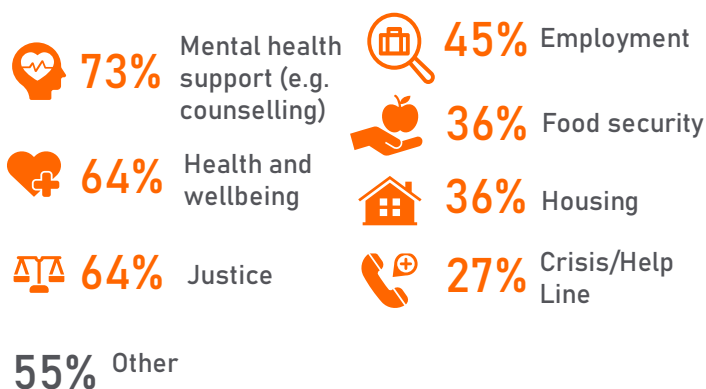 73% Mental health
support (e.g.
counselling)
64% Health and
wellbeing
64% Justice
55% Other
45% Employment
36% Food security
36% Housing
27% Crisis/Help
Line